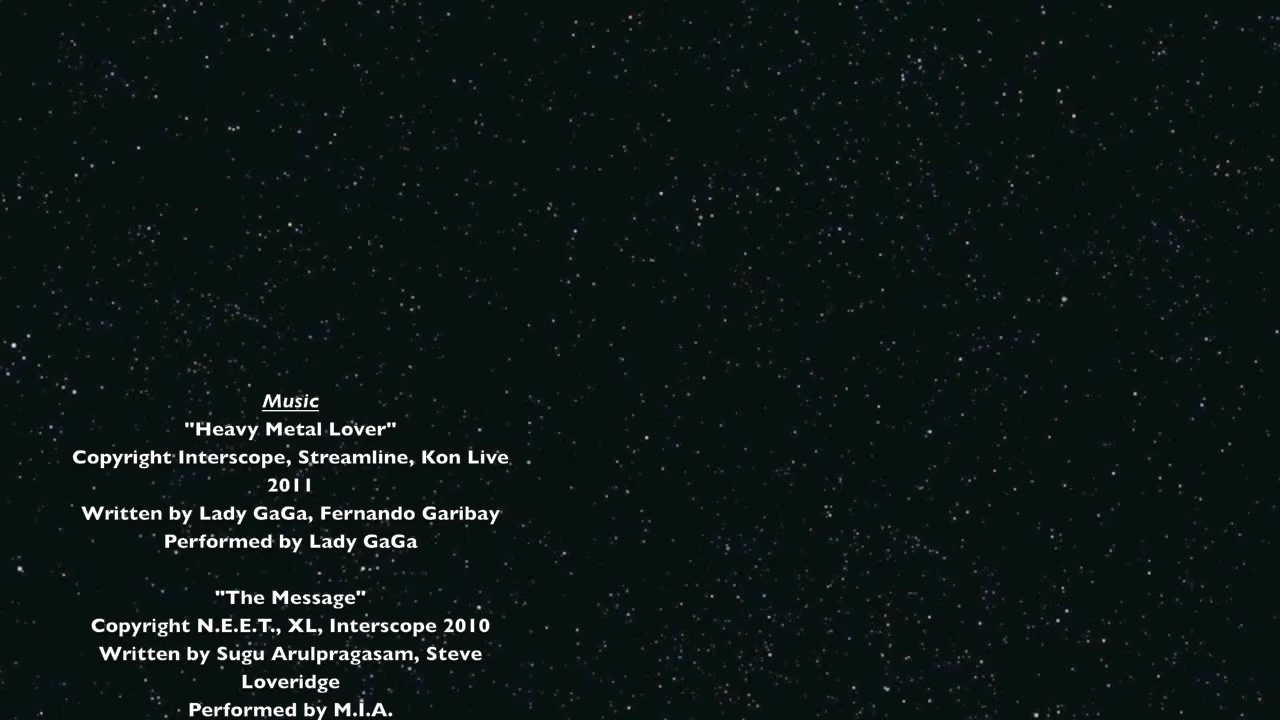 Music
"Heavy Metal Lover"
Copyright Interscope, Streamline, Kon Live
2011
Written by Lady GaGa, Fernando Garibay
Performed by Lady GaGa
"The Message"
Copyright N.E.E.T., XL, Interscope 2010
Written by Sugu Arulpragasam, Steve
Loveridge
Performed by M.I.A.